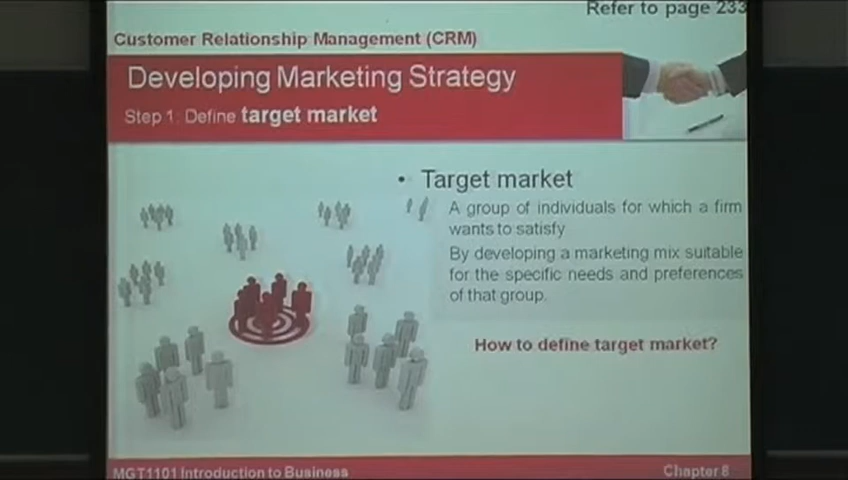 Refer to page 233
Customer Relationship Management (CRM)
Developing Marketing Strategy
Step 1: Define target market
• Target market
A group of individuals for which a firm
wants to satisfy
By developing a marketing mix suitable
for the specific needs and preferences
of that group.
How to define target market?
MGT1101 Introduction to Business
Chapter 8